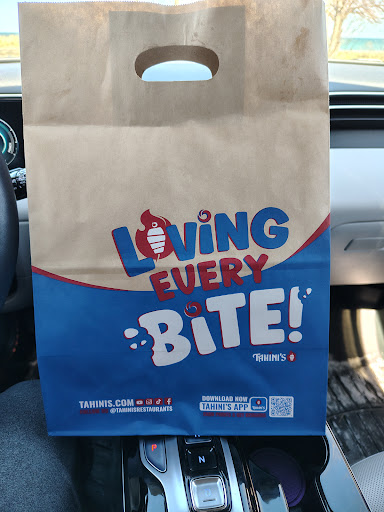 LOVING
EVERY
BITE!
TAHINI'S
TAHINIS.COM
@TAHINISRESTAURANTS
DOWNLOAD NOW
TAHINI'S APP
P
N